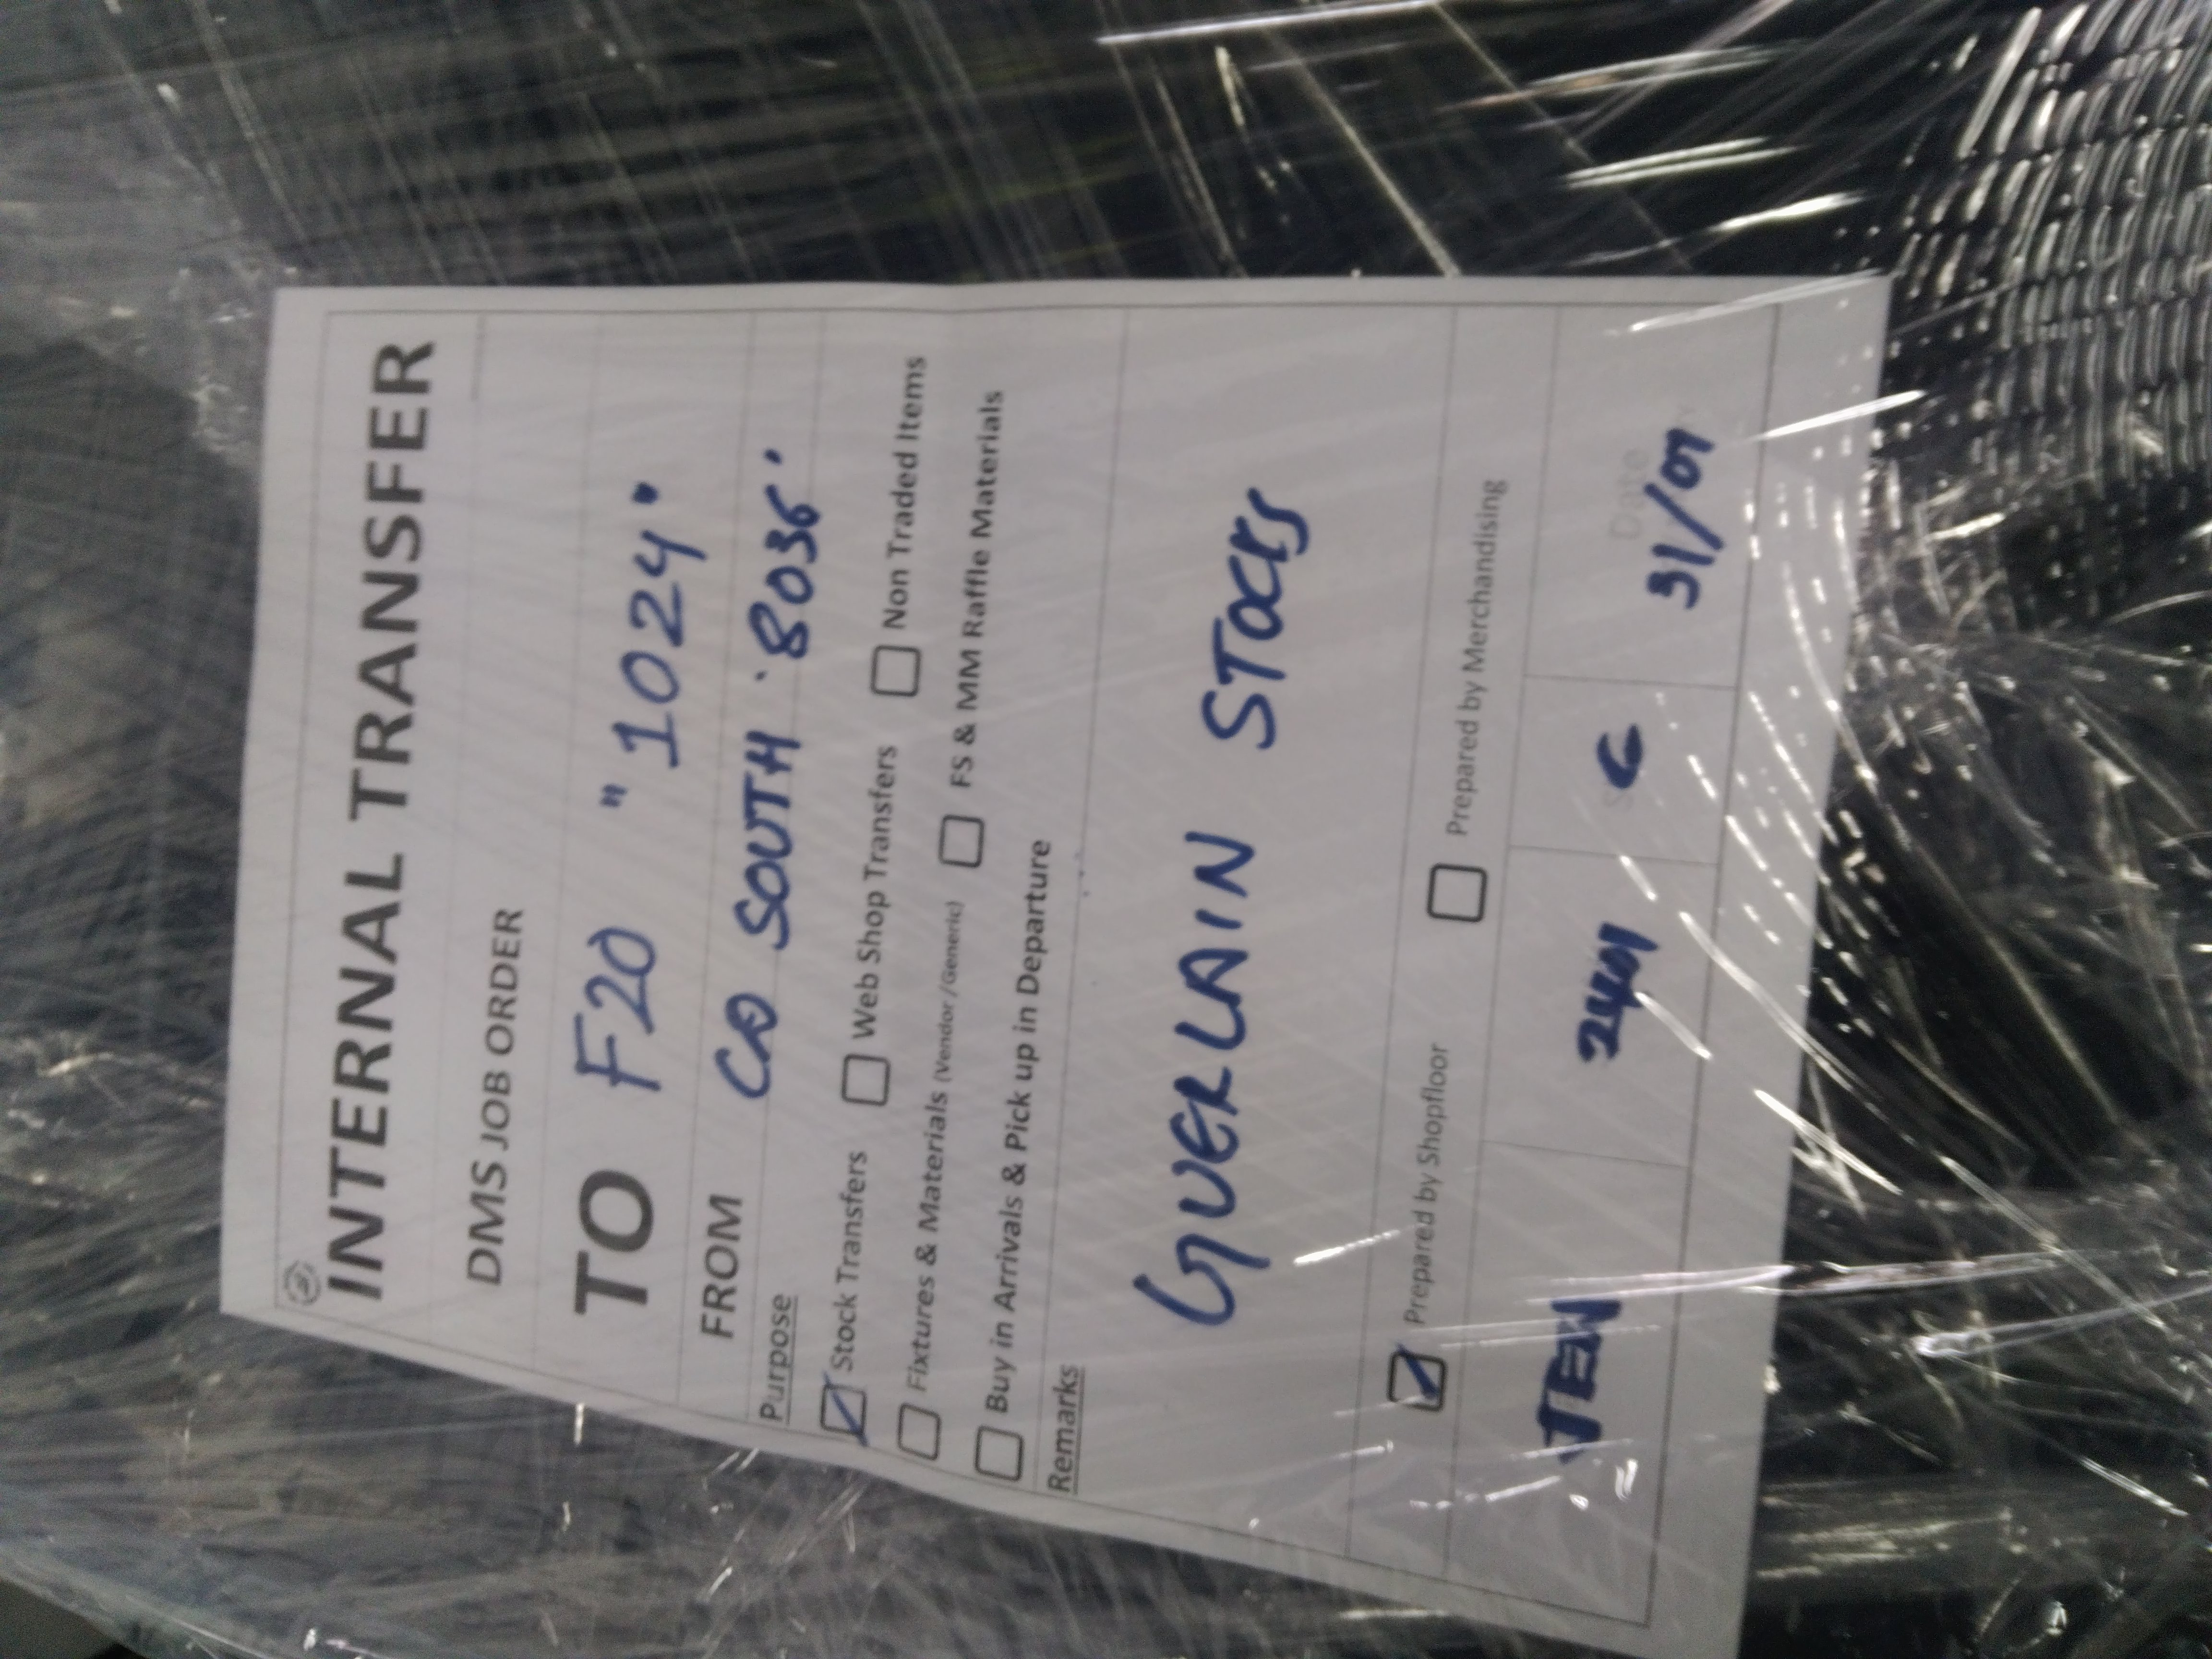 INTERNAL TRANSFER
DMS JOB ORDER
TO F20 "1024"
FROM CD SOUTH '8036'
Purpose
Stock Transfers Web Shop Transfers Non Traded Items
Fixtures & Materials (Vendor/Generic) FS & MM Raffle Materials
Buy in Arrivals & Pick up in Departure
Remarks
GUERLAIN STOCKS
Prepared by Shopfloor Prepared by Merchandising
Date
31/01